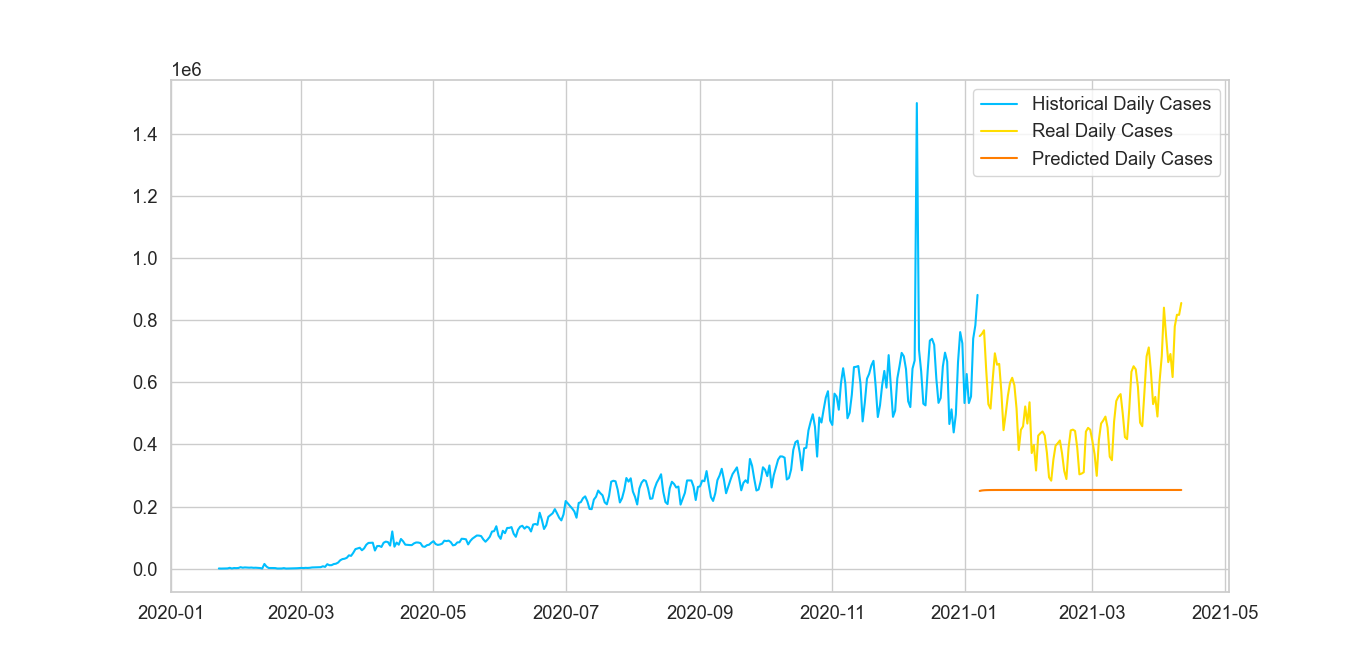 1e6
1.4
1.2
1.0
0.8
0.6
0.4
0.2
0.0
2020-01 2020-03 2020-05 2020-07 2020-09 2020-11 2021-01 2021-03 2021-05
Historical Daily Cases
Real Daily Cases
Predicted Daily Cases